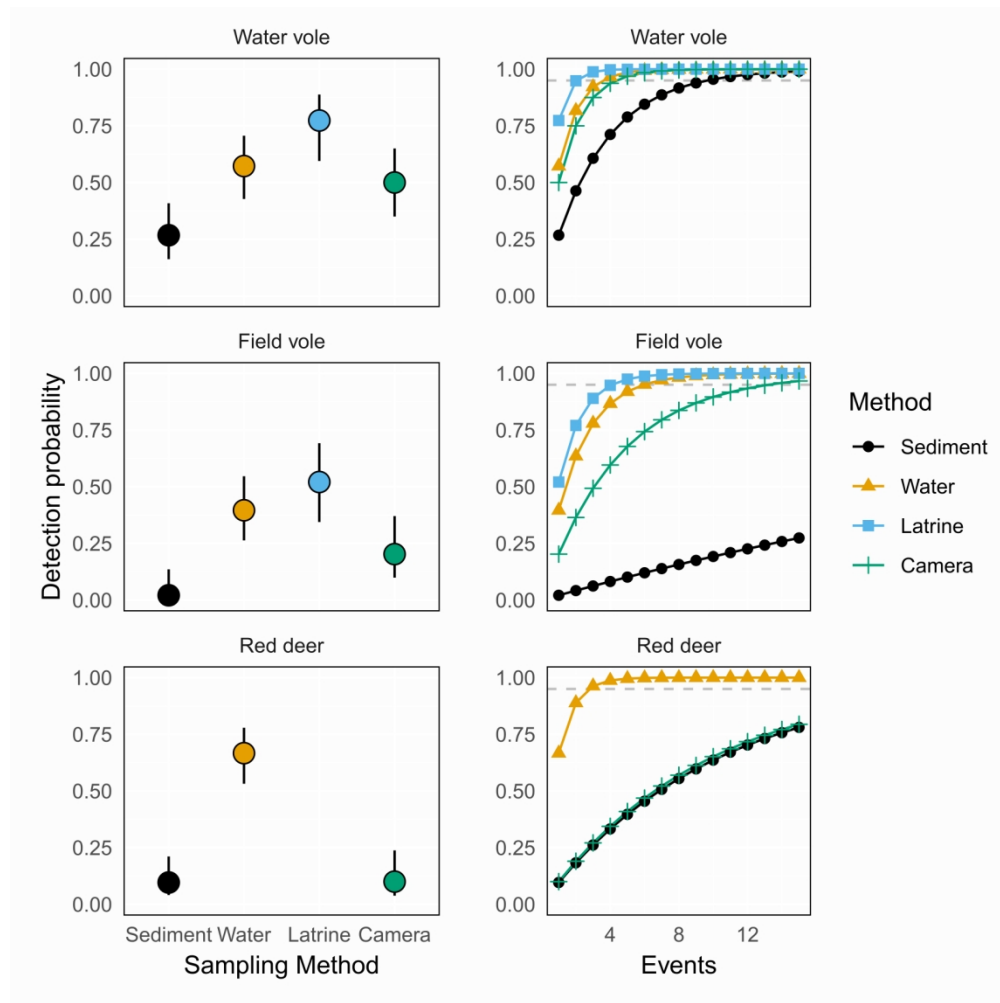 Water vole
Water vole
1.00
0.75
0.50
0.25
0.00
1.00
0.75
0.50
0.25
0.00
Field vole
Field vole
1.00
0.75
0.50
0.25
0.00
1.00
0.75
0.50
0.25
0.00
Detection probability
Red deer
Red deer
1.00
0.75
0.50
0.25
0.00
1.00
0.75
0.50
0.25
0.00
Sediment Water Latrine Camera
4 8 12
Sampling Method
Events
Method
Sediment
Water
Latrine
Camera